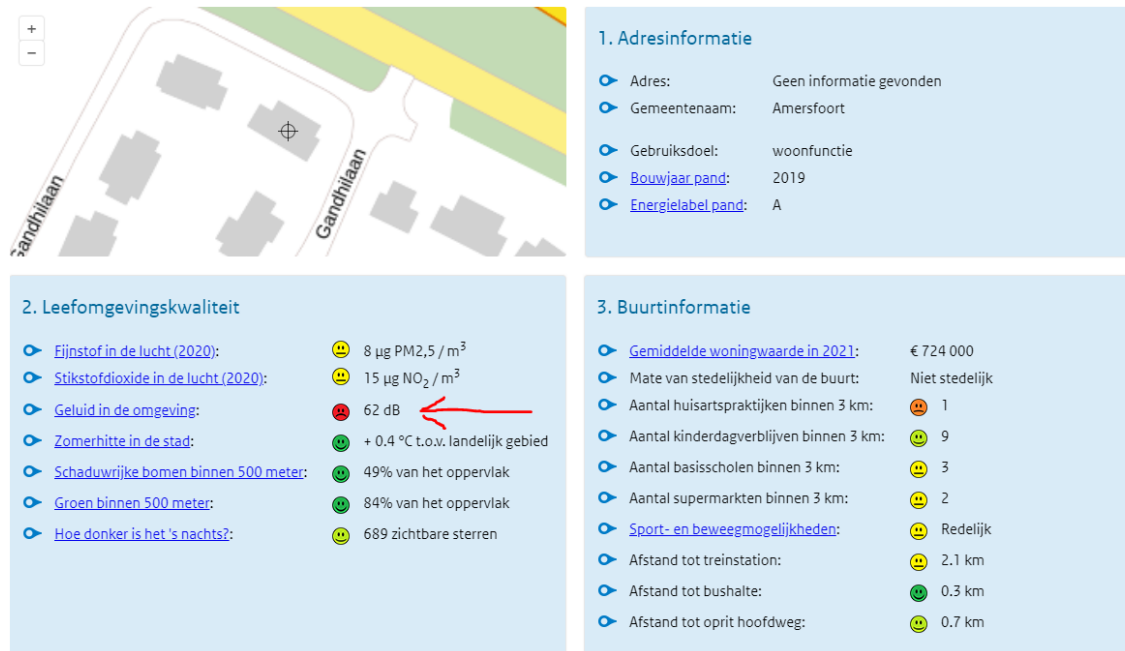 +
−
Gandhilaan
Gandhilaan
1. Adresinformatie
Adres: Geen informatie gevonden
Gemeentenaam: Amersfoort
Gebruiksdoel: woonfunctie
Bouwjaar pand: 2019
Energielabel pand: A
2. Leefomgevingskwaliteit
Fijnstof in de lucht (2020): 8 µg PM2,5 / m³
Stikstofdioxide in de lucht (2020): 15 µg NO₂ / m³
Geluid in de omgeving: 62 dB
Zomerhitte in de stad: + 0.4 °C t.o.v. landelijk gebied
Schaduwrijke bomen binnen 500 meter: 49% van het oppervlak
Groen binnen 500 meter: 84% van het oppervlak
Hoe donker is het 's nachts?: 689 zichtbare sterren
3. Buurtinformatie
Gemiddelde woningwaarde in 2021: € 724 000
Mate van stedelijkheid van de buurt: Niet stedelijk
Aantal huisartspraktijken binnen 3 km: 1
Aantal kinderdagverblijven binnen 3 km: 9
Aantal basisscholen binnen 3 km: 3
Aantal supermarkten binnen 3 km: 2
Sport- en beweegmogelijkheden: Redelijk
Afstand tot treinstation: 2.1 km
Afstand tot bushalte: 0.3 km
Afstand tot oprit hoofdweg: 0.7 km